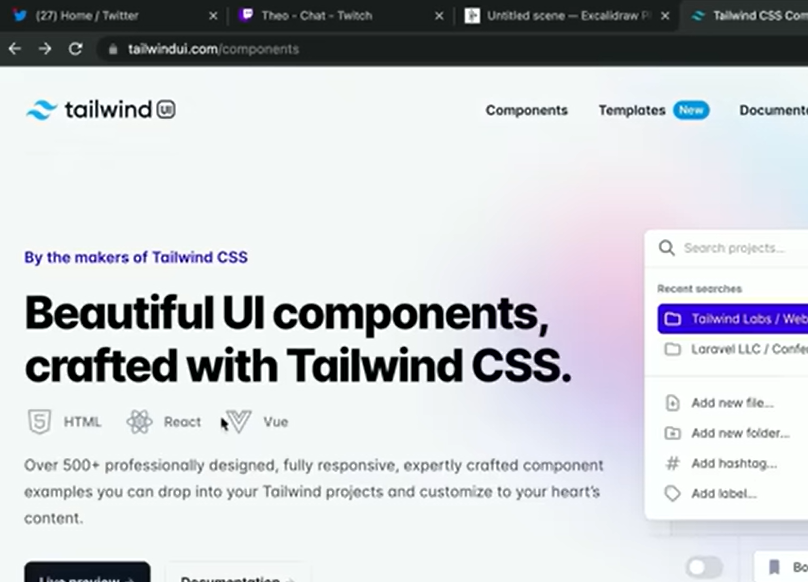 (27) Home / Twitter
Theo - Chat - Twitch
Untitled scene — Excalidraw
Tailwind CSS
tailwindui.com/components
tailwind UI
Components
Templates
New
By the makers of Tailwind CSS
Beautiful UI components,
crafted with Tailwind CSS.
5 HTML
React
Vue
Over 500+ professionally designed, fully responsive, expertly crafted component
examples you can drop into your Tailwind projects and customize to your heart's
content.
Live preview →
Documentation →
Search projects...
Recent searches
Tailwind Labs / Web
Laravel LLC /
Add new file...
Add new folder...
# Add hashtag...
Add label...